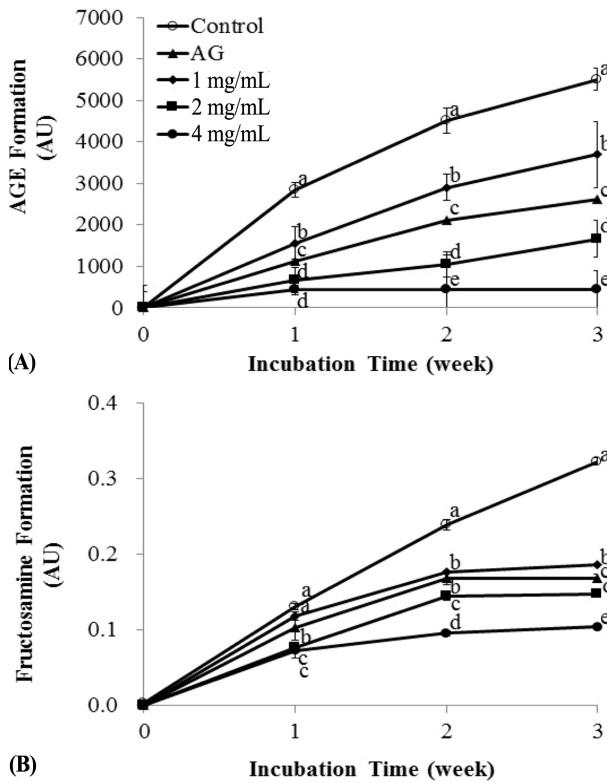 7000
6000
5000
4000
3000
2000
1000
0
AGE Formation
(AU)
Control
AG
1 mg/mL
2 mg/mL
4 mg/mL
a
b
c
d
d
a
b
c
d
e
a
b
c
d
e
0
1
2
3
Incubation Time (week)
(A)
0.4
0.3
0.2
0.1
0.0
Fructosamine Formation
(AU)
a
a
b
c
c
a
b
b
c
d
a
b
c
e
0
1
2
3
Incubation Time (week)
(B)